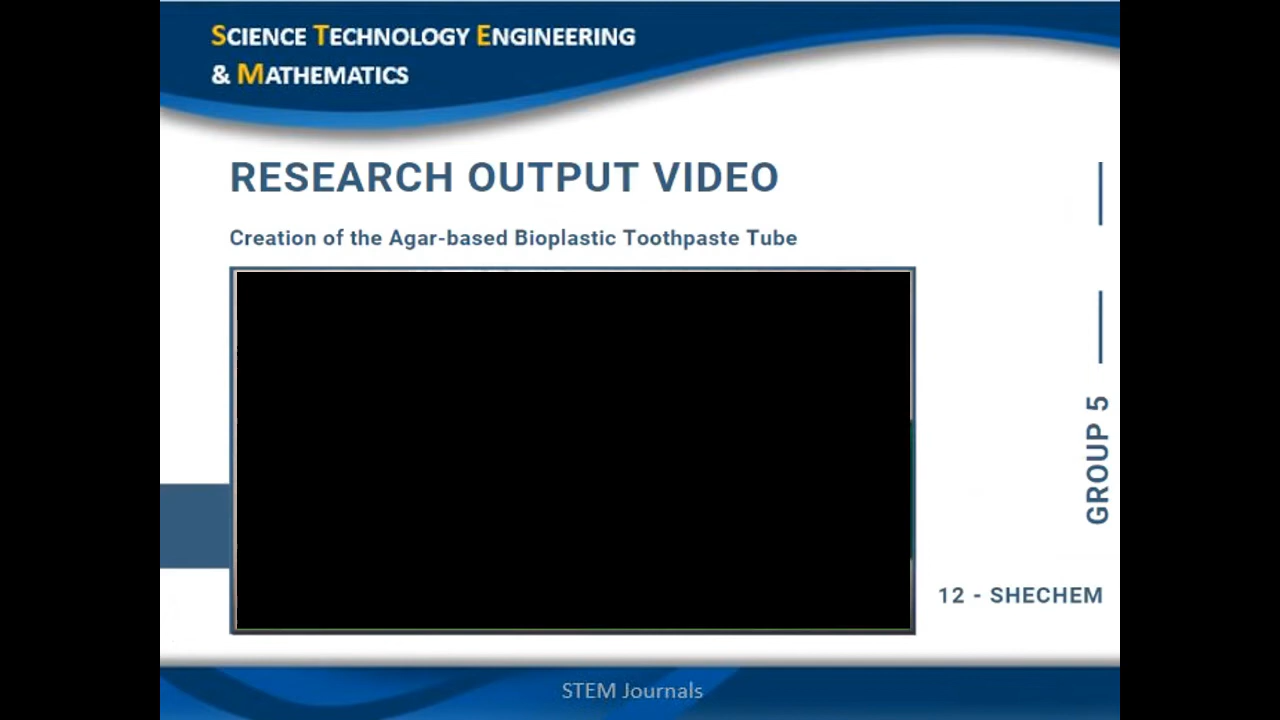 SCIENCE TECHNOLOGY ENGINEERING
& MATHEMATICS
RESEARCH OUTPUT VIDEO
Creation of the Agar-based Bioplastic Toothpaste Tube
GROUP 5
12 - SHECHEM
STEM Journals